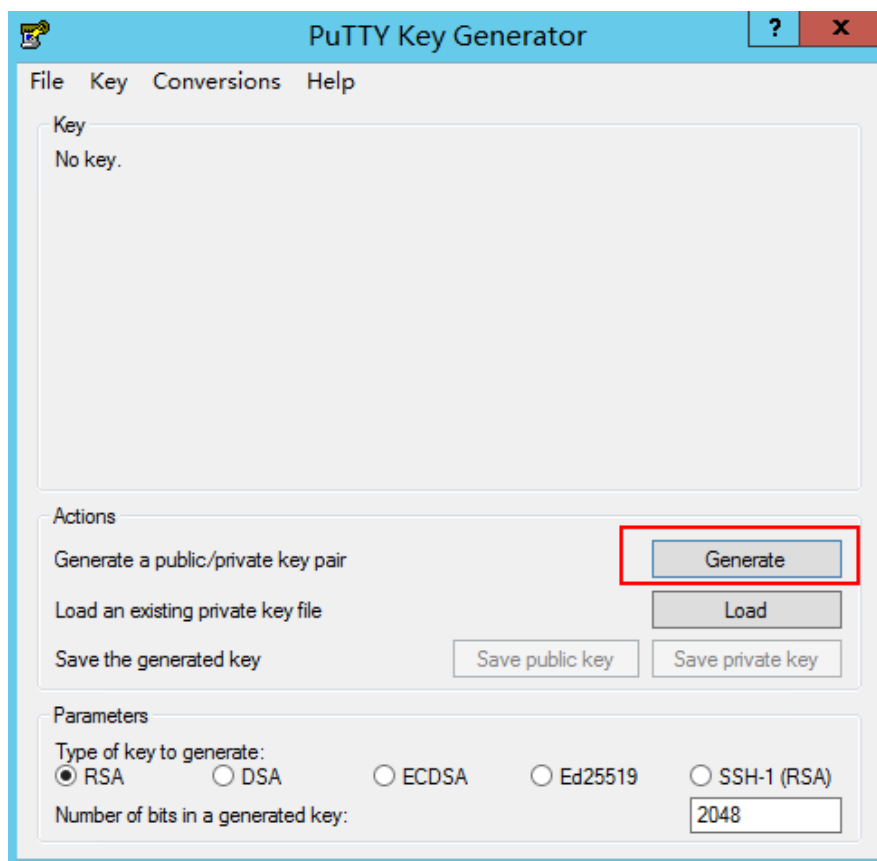 PuTTY Key Generator
?
x
File Key Conversions Help
Key
No key.
Actions
Generate a public/private key pair Generate
Load an existing private key file Load
Save the generated key Save public key Save private key
Parameters
Type of key to generate:
RSA DSA ECDSA Ed25519 SSH-1 (RSA)
Number of bits in a generated key: 2048